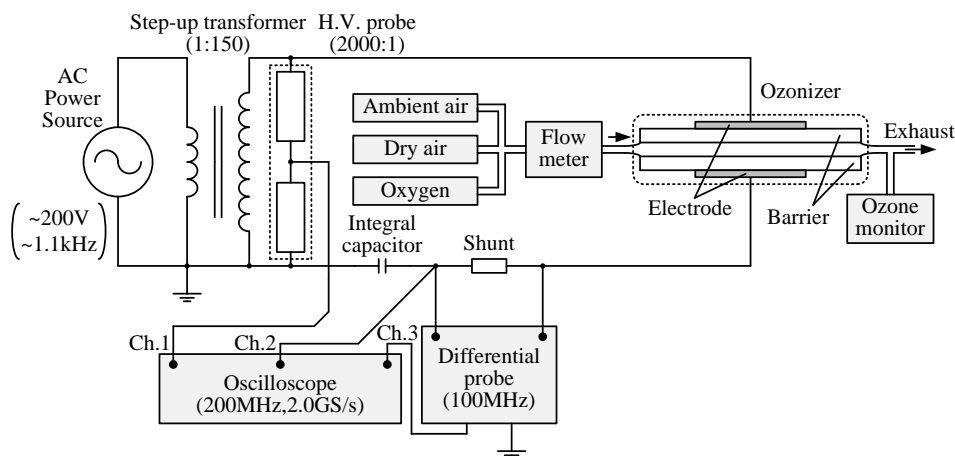 Step-up transformer
(1:150)
H.V. probe
(2000:1)
AC
Power
Source
~200V
~1.1kHz
Ambient air
Dry air
Oxygen
Flow
meter
Ozonizer
Exhaust
Electrode
Barrier
Ozone
monitor
Integral
capacitor
Shunt
Ch.1
Ch.2
Ch.3
Oscilloscope
(200MHz,2.0GS/s)
Differential
probe
(100MHz)